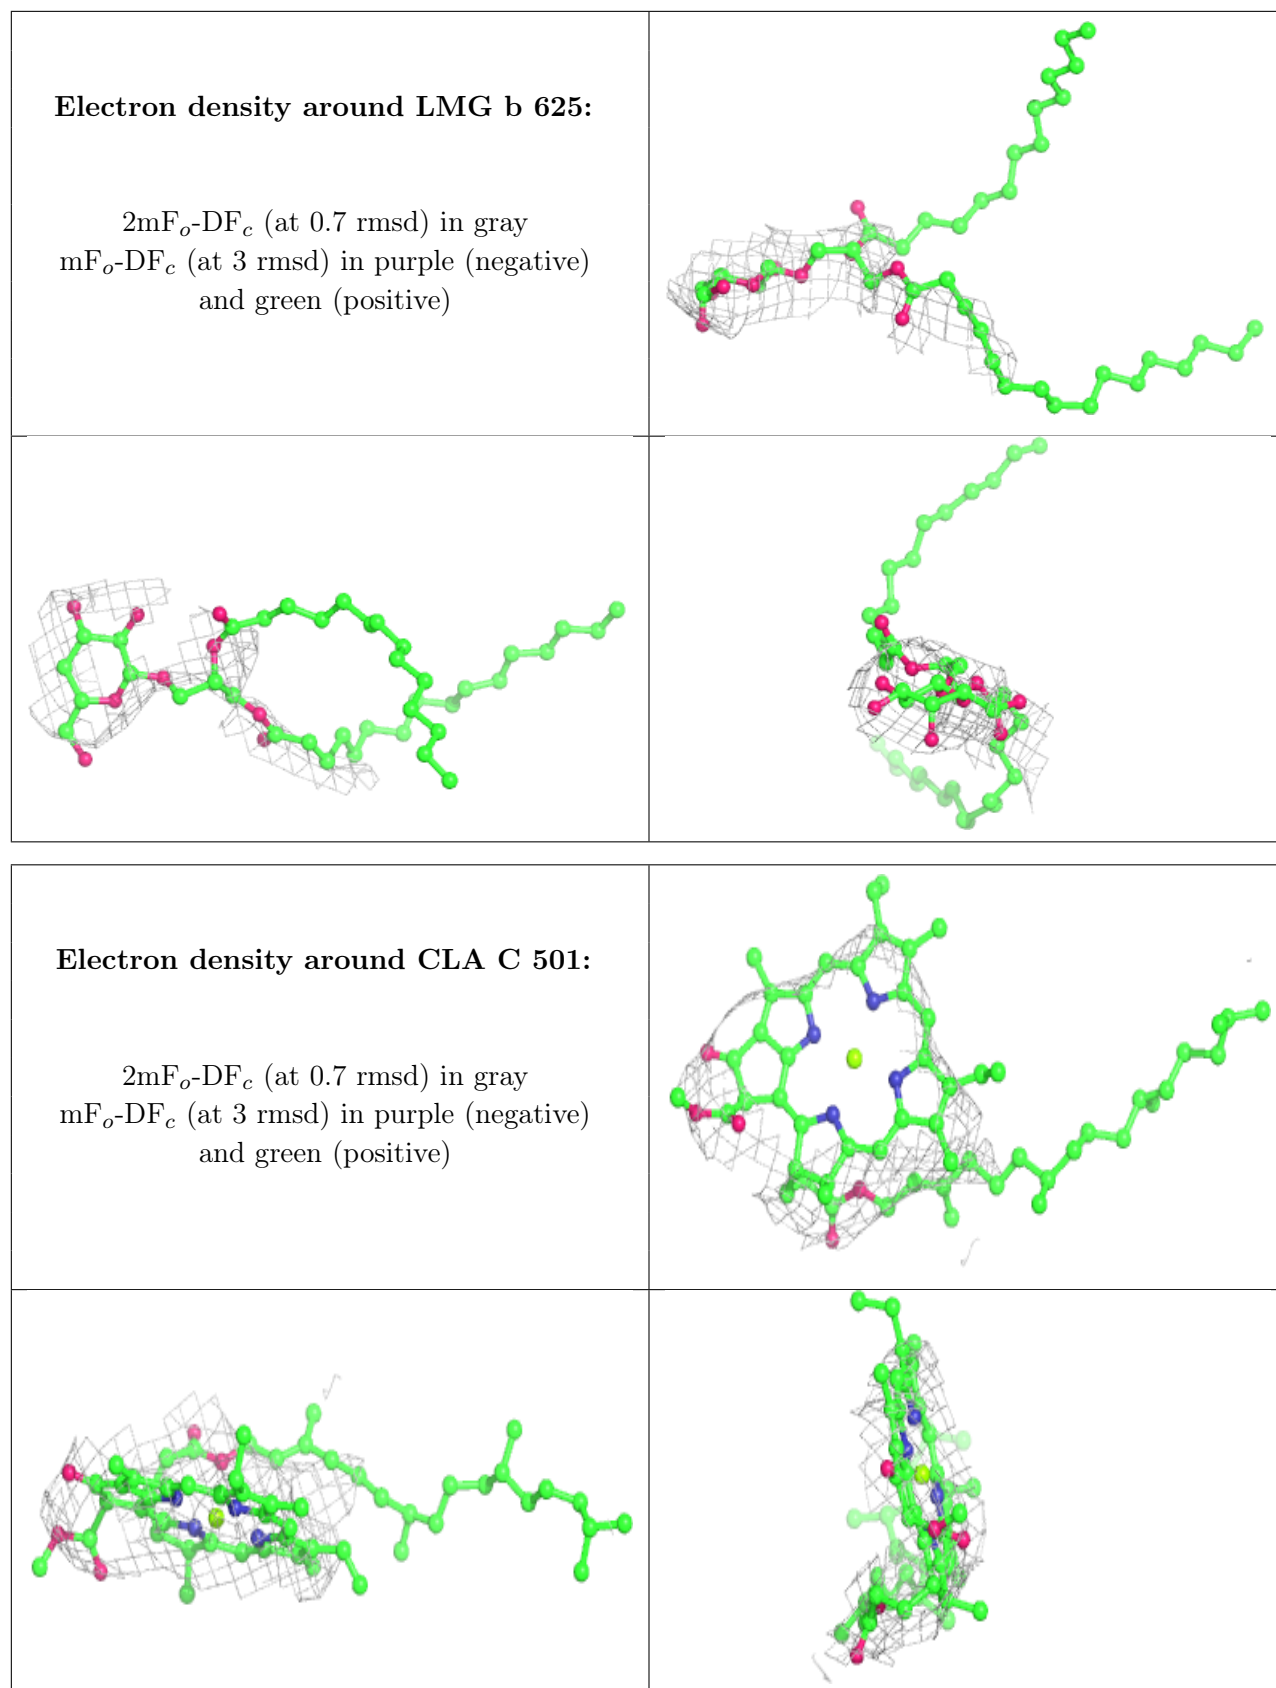 Electron density around LMG b 625:
2mFo-DFc (at 0.7 rmsd) in gray
mFo-DFc (at 3 rmsd) in purple (negative)
and green (positive)
Electron density around CLA C 501:
2mFo-DFc (at 0.7 rmsd) in gray
mFo-DFc (at 3 rmsd) in purple (negative)
and green (positive)